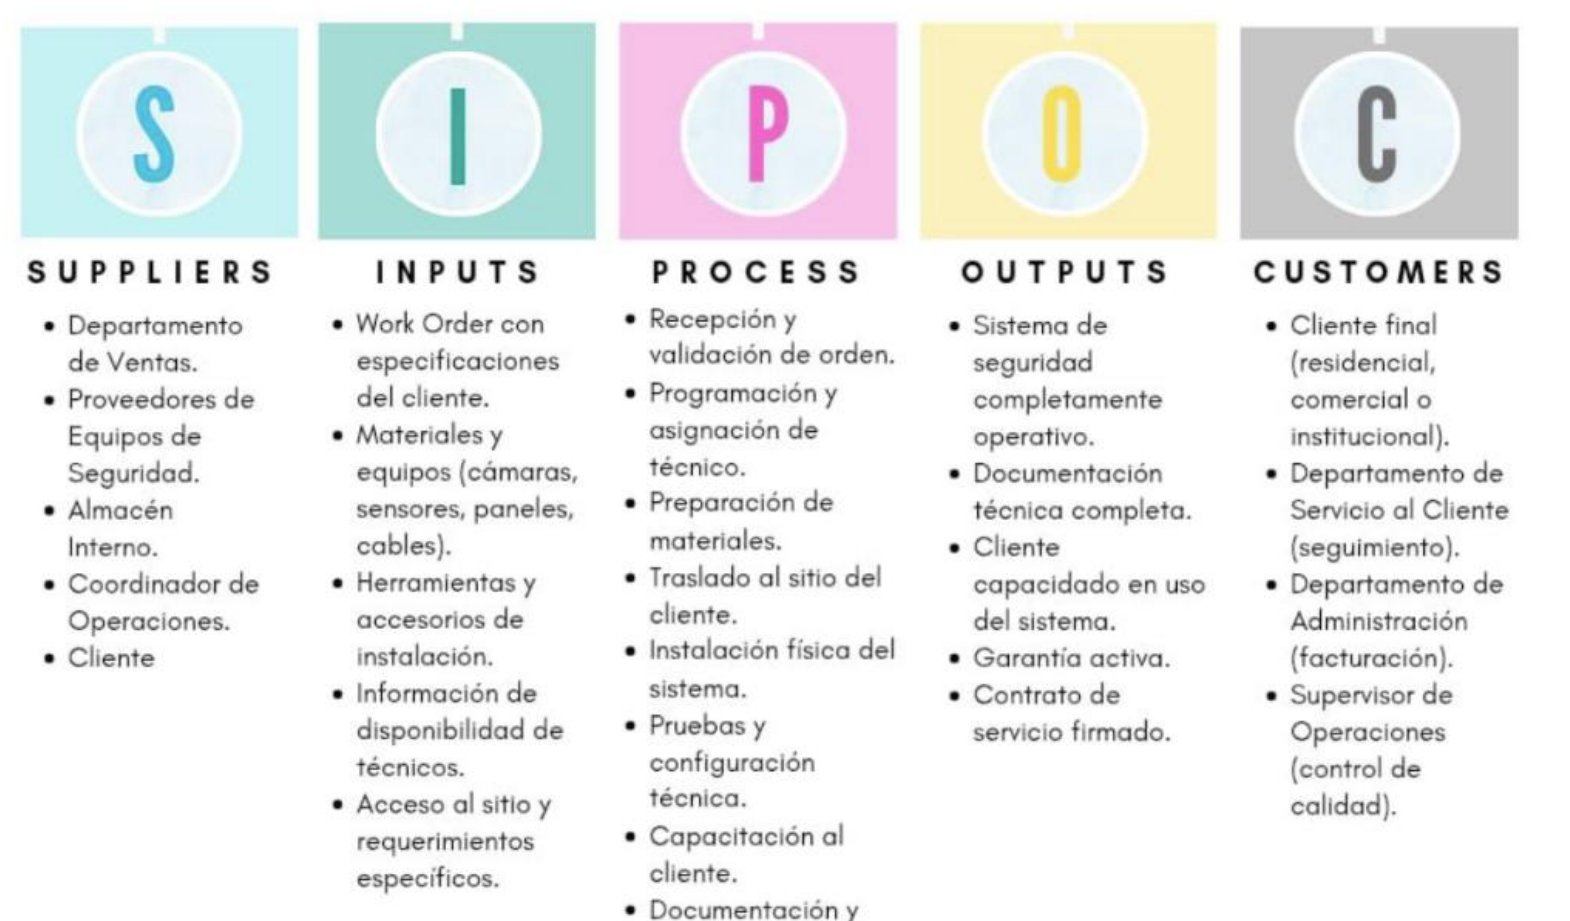 S
I
P
O
C
SUPPLIERS
• Departamento
de Ventas.
• Proveedores de
Equipos de
Seguridad.
• Almacén
Interno.
• Coordinador de
Operaciones.
• Cliente
INPUTS
• Work Order con
especificaciones
del cliente.
• Materiales y
equipos (cámaras,
sensores, paneles,
cables).
• Herramientas y
accesorios de
instalación.
• Información de
disponibilidad de
técnicos.
• Acceso al sitio y
requerimientos
específicos.
PROCESS
• Recepción y
validación de orden.
• Programación y
asignación de
técnico.
• Preparación de
materiales.
• Traslado al sitio del
cliente.
• Instalación física del
sistema.
• Pruebas y
configuración
técnica.
• Capacitación al
cliente.
• Documentación y
OUTPUTS
• Sistema de
seguridad
completamente
operativo.
• Documentación
técnica completa.
• Cliente
capacidado en uso
del sistema.
• Garantía activa.
• Contrato de
servicio firmado.
CUSTOMERS
• Cliente final
(residencial,
comercial o
institucional).
• Departamento de
Servicio al Cliente
(seguimiento).
• Departamento de
Administración
(facturación).
• Supervisor de
Operaciones
(control de
calidad).